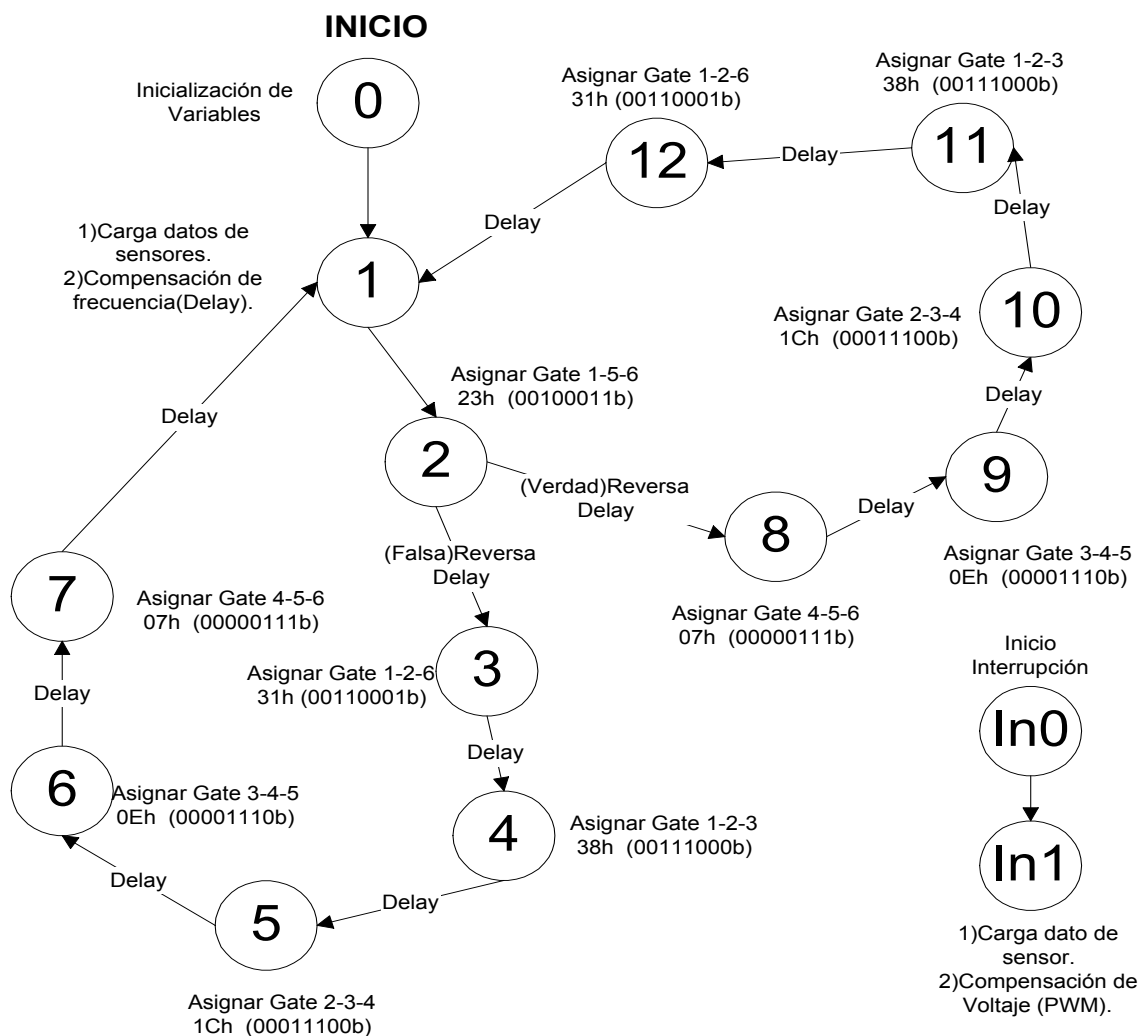 INICIO
Inicialización de
Variables
0
Asignar Gate 1-2-6
31h (00110001b)
12
Asignar Gate 1-2-3
38h (00111000b)
11
Delay
Delay
Delay
1)Carga datos de
sensores.
2)Compensación de
frecuencia(Delay).
1
Asignar Gate 2-3-4
1Ch (00011100b)
10
Delay
Asignar Gate 1-5-6
23h (00100011b)
2
Delay
(Verdad)Reversa
Delay
8
Asignar Gate 4-5-6
07h (00000111b)
Delay
9
Asignar Gate 3-4-5
0Eh (00001110b)
(Falsa)Reversa
Delay
3
Asignar Gate 1-2-6
31h (00110001b)
Delay
4
Asignar Gate 1-2-3
38h (00111000b)
Delay
5
Asignar Gate 2-3-4
1Ch (00011100b)
Delay
6
Asignar Gate 3-4-5
0Eh (00001110b)
Delay
7
Asignar Gate 4-5-6
07h (00000111b)
Inicio
Interrupción
In0
In1
1)Carga dato de
sensor.
2)Compensación de
Voltaje (PWM).